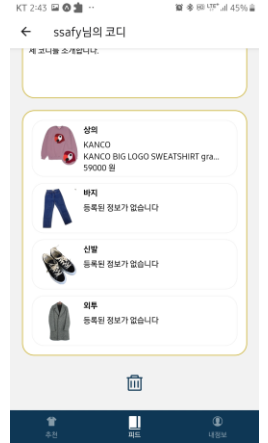 KT 2:43 ··
45%
← ssafy님의 코디
제 코디를 소개합니다.
상의
KANCO
KANCO BIG LOGO SWEATSHIRT gra...
59000 원
바지
등록된 정보가 없습니다
신발
등록된 정보가 없습니다
외투
등록된 정보가 없습니다
추천 피드 내정보